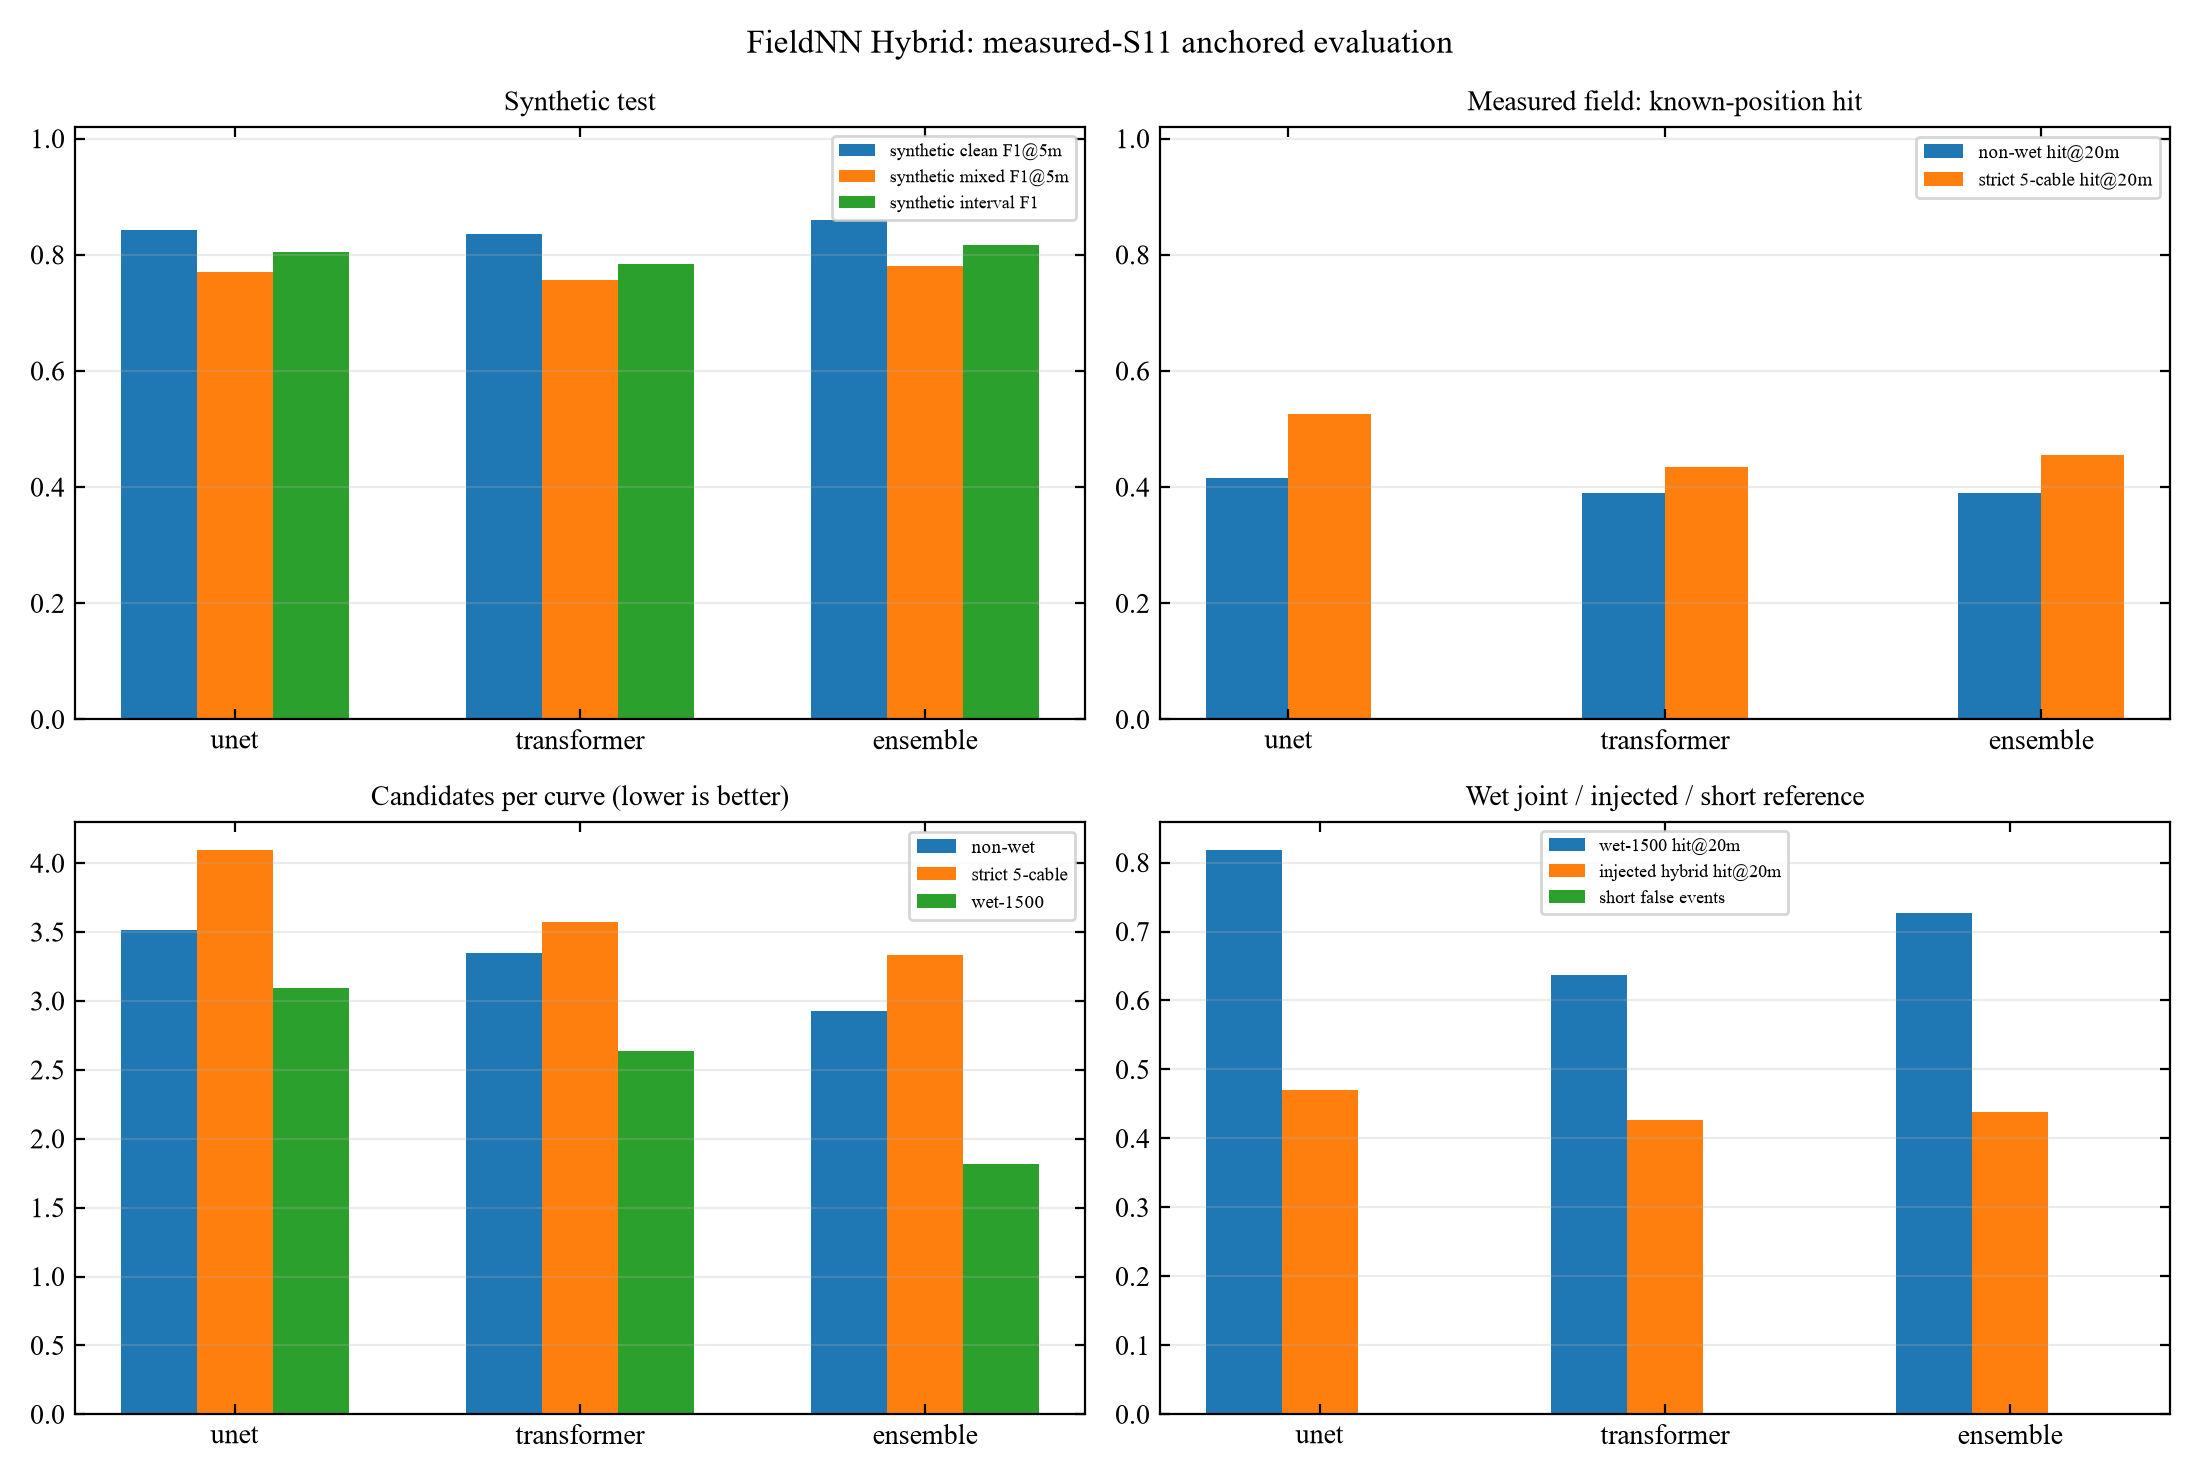 FieldNN Hybrid: measured-S11 anchored evaluation
Synthetic test
1.0
0.8
0.6
0.4
0.2
0.0
synthetic clean F1@5m
synthetic mixed F1@5m
synthetic interval F1
unet transformer ensemble
Measured field: known-position hit
1.0
0.8
0.6
0.4
0.2
0.0
non-wet hit@20m
strict 5-cable hit@20m
unet transformer ensemble
Candidates per curve (lower is better)
4.0
3.5
3.0
2.5
2.0
1.5
1.0
0.5
0.0
non-wet
strict 5-cable
wet-1500
unet transformer ensemble
Wet joint / injected / short reference
0.8
0.7
0.6
0.5
0.4
0.3
0.2
0.1
0.0
wet-1500 hit@20m
injected hybrid hit@20m
short false events
unet transformer ensemble